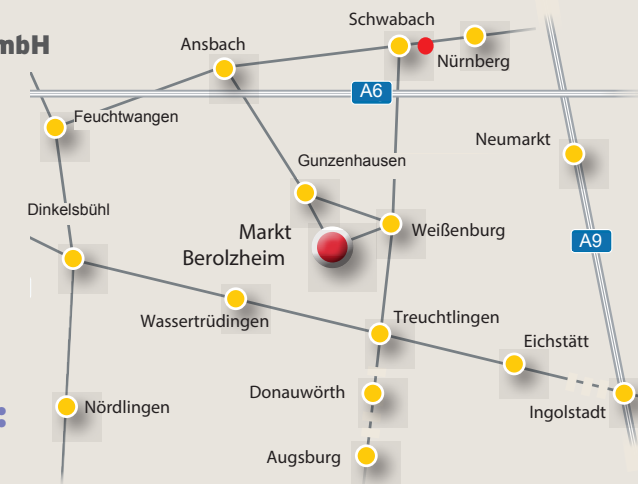 Schwabach
mbH
Ansbach
Nürnberg
A6
Feuchtwangen
Neumarkt
Gunzenhausen
Dinkelsbühl
Markt
Berolzheim
Weißenburg
A9
Wassertrüdingen
Treuchtlingen
Eichstätt
Donauwörth
Nördlingen
Ingolstadt
Augsburg